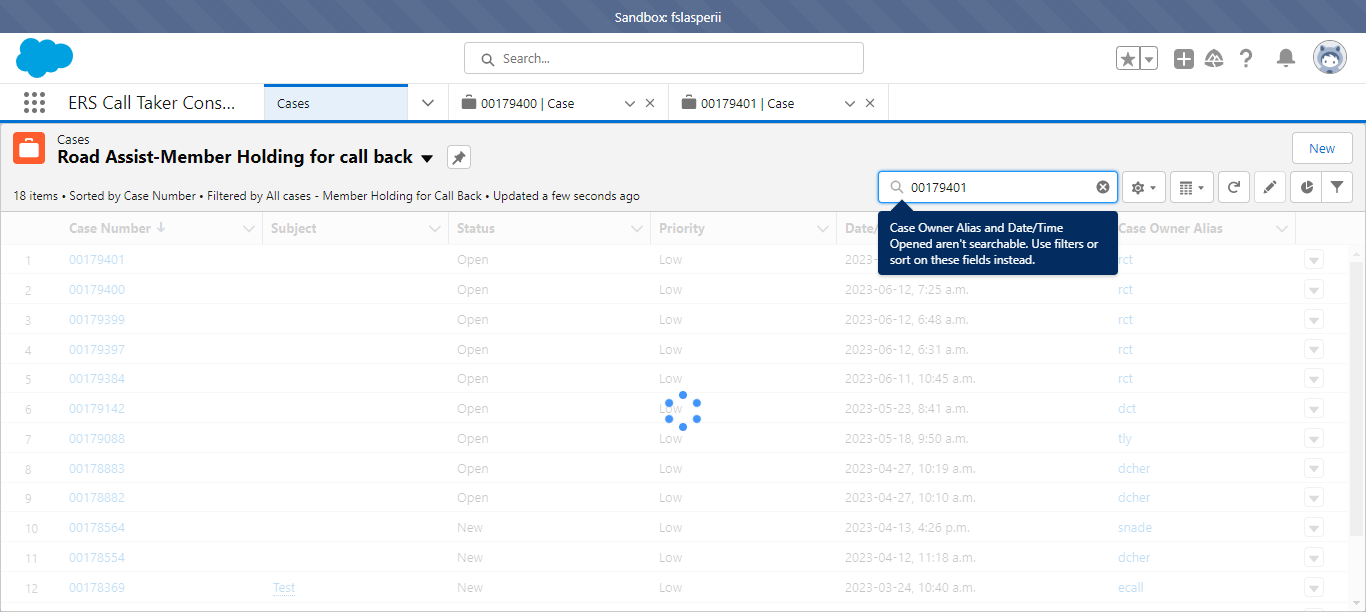 Sandbox: fslasperii
Search...
ERS Call Taker Cons...
Cases
00179400 | Case
00179401 | Case
Cases
Road Assist-Member Holding for call back
New
18 items • Sorted by Case Number • Filtered by All cases - Member Holding for Call Back • Updated a few seconds ago
00179401
Case Owner Alias and Date/Time
Opened aren't searchable. Use filters or
sort on these fields instead.
Case Number Subject Status Priority Date/ Case Owner Alias
1 00179401 Open Low 2023- rct
2 00179400 Open Low 2023-06-12, 7:25 a.m. rct
3 00179399 Open Low 2023-06-12, 6:48 a.m. rct
4 00179397 Open Low 2023-06-12, 6:31 a.m. rct
5 00179384 Open Low 2023-06-11, 10:45 a.m. rct
6 00179142 Open Low 2023-05-23, 8:41 a.m. dct
7 00179088 Open Low 2023-05-18, 9:50 a.m. tly
8 00178883 Open Low 2023-04-27, 10:19 a.m. dcher
9 00178882 Open Low 2023-04-27, 10:10 a.m. dcher
10 00178564 New Low 2023-04-13, 4:26 p.m. snade
11 00178554 New Low 2023-04-12, 11:18 a.m. dcher
12 00178369 Test New Low 2023-03-24, 10:40 a.m. ecall